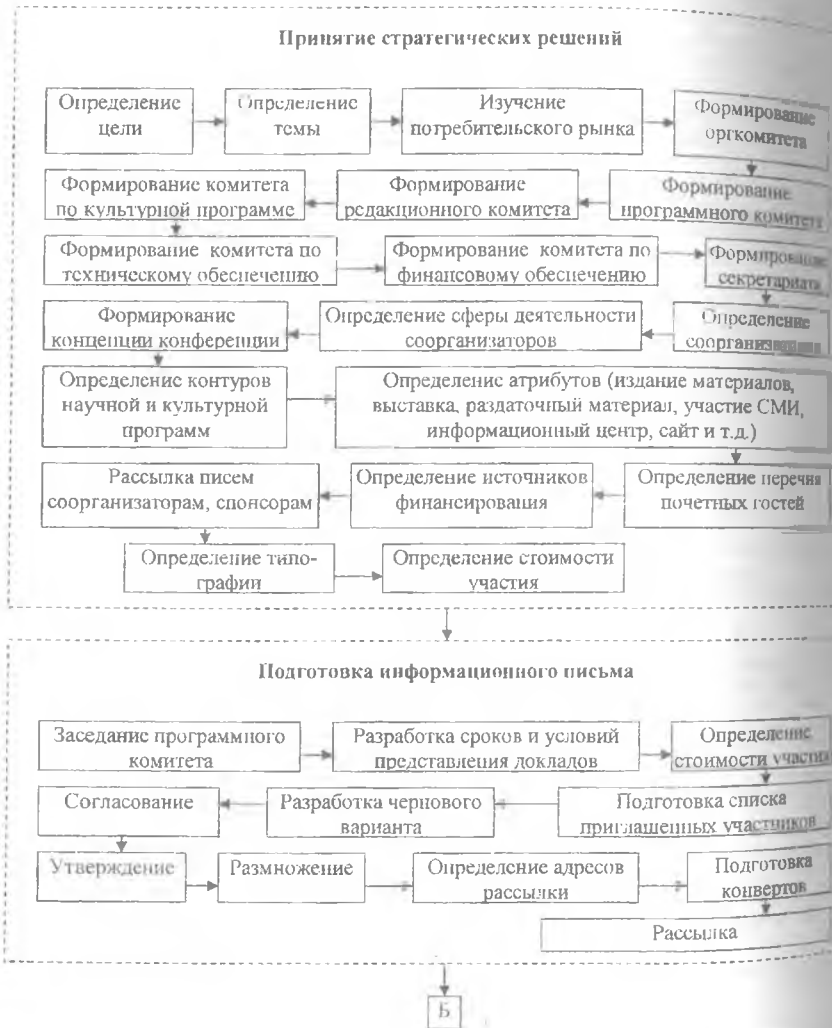 Принятие стратегических решений
Определение
цели
Определение
темы
Изучение
потребительского рынка
Формирование
оргкомитета
Формирование комитета
по культурной программе
Формирование
редакционного комитета
Формирование
программного комитета
Формирование комитета по
техническому обеспечению
Формирование комитета по
финансовому обеспечению
Формирование
секретариата
Формирование
концепции конференции
Определение сферы деятельности
соорганизаторов
Определение
Определение контуров
научной и культурной
программ
Определение атрибутов (издание материалов,
выставка, раздаточный материал, участие СМИ,
информационный центр, сайт и т.д.)
Рассылка писем
соорганизаторам, спонсорам
Определение источников
финансирования
Определение перечня
почетных гостей
Определение типо-
графии
Определение стоимости
участия
Подготовка информационного письма
Заседание программного
комитета
Разработка сроков и условий
представления докладов
Определение
стоимости участия
Согласование
Разработка чернового
варианта
Подготовка списка
приглашенных участников
Утверждение
Размножение
Определение адресов
рассылки
Подготовка
конвертов
Рассылка
Б